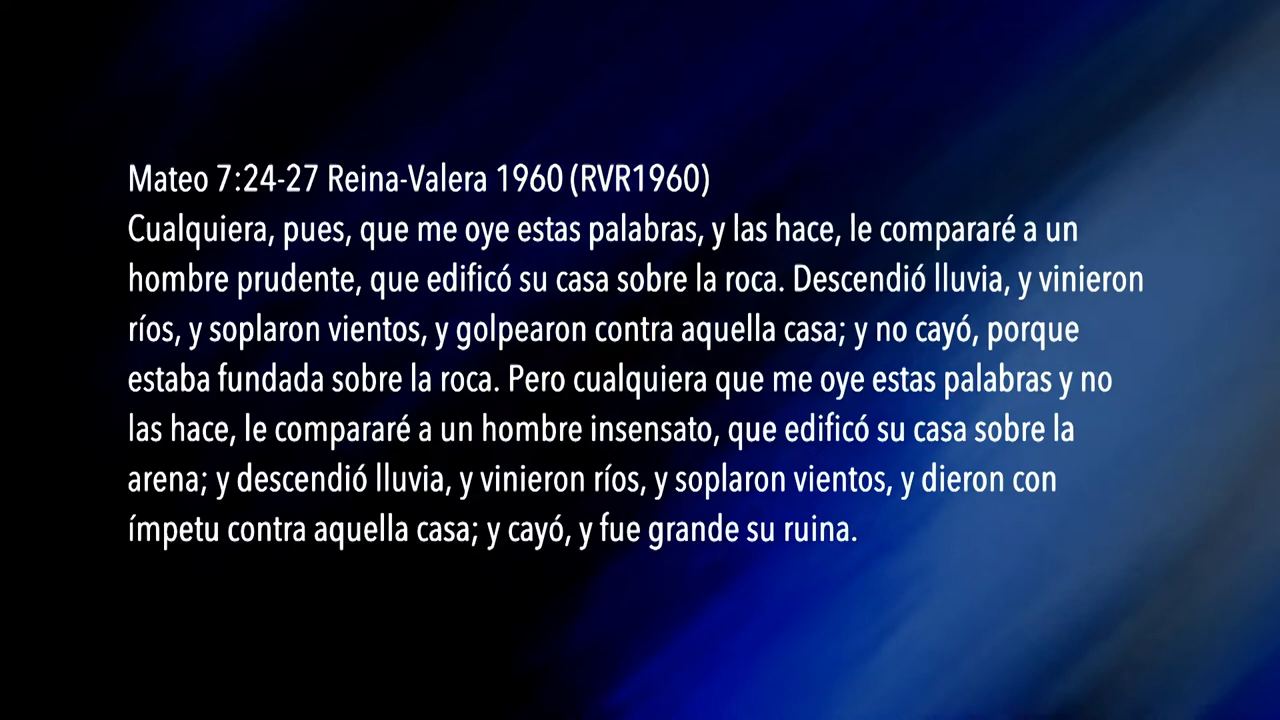 Mateo 7:24-27 Reina-Valera 1960 (RVR1960)
Cualquiera, pues, que me oye estas palabras, y las hace, le compararé a un
hombre prudente, que edificó su casa sobre la roca. Descendió lluvia, y vinieron
ríos, y soplaron vientos, y golpearon contra aquella casa; y no cayó, porque
estaba fundada sobre la roca. Pero cualquiera que me oye estas palabras y no
las hace, le compararé a un hombre insensato, que edificó su casa sobre la
arena; y descendió lluvia, y vinieron ríos, y soplaron vientos, y dieron con
ímpetu contra aquella casa; y cayó, y fue grande su ruina.